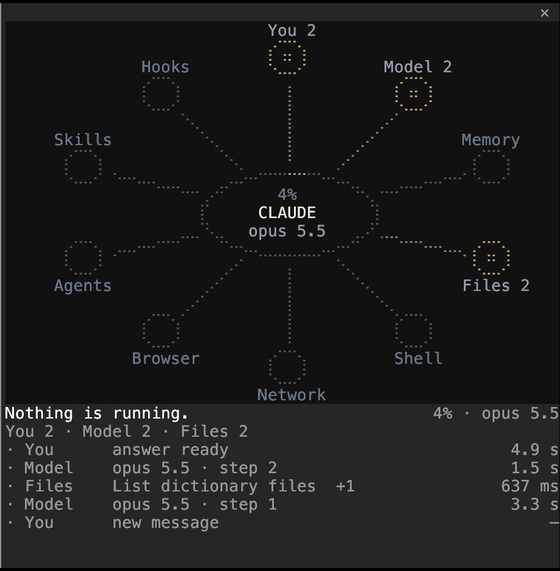 ×
You 2
Hooks
Model 2
Skills
Memory
4%
CLAUDE
opus 5.5
Agents
Files 2
Browser
Shell
Network
Nothing is running. 4% · opus 5.5
You 2 · Model 2 · Files 2
· You answer ready 4.9 s
· Model opus 5.5 · step 2 1.5 s
· Files List dictionary files +1 637 ms
· Model opus 5.5 · step 1 3.3 s
· You new message —